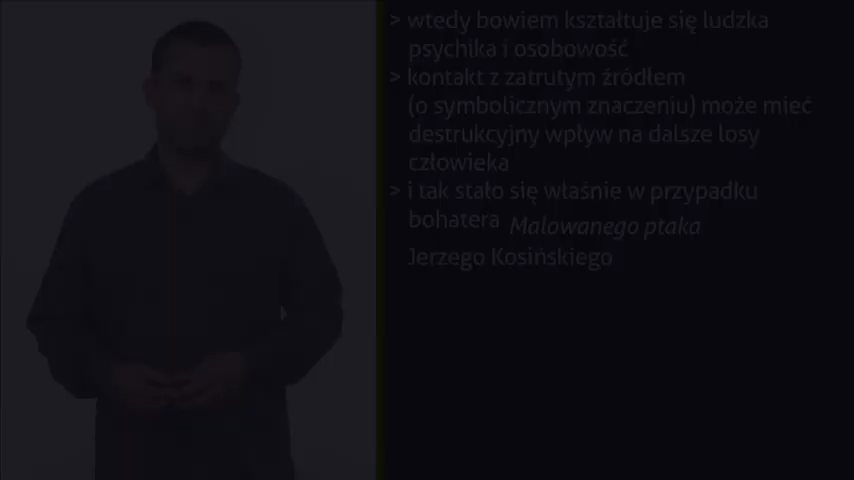 > wtedy bowiem kształtuje się ludzka
psychika i osobowość
> kontakt z zatrutym źródłem
(o symbolicznym znaczeniu) może mieć
destrukcyjny wpływ na dalsze losy
człowieka
> i tak stało się właśnie w przypadku
bohatera Malowanego ptaka
Jerzego Kosińskiego